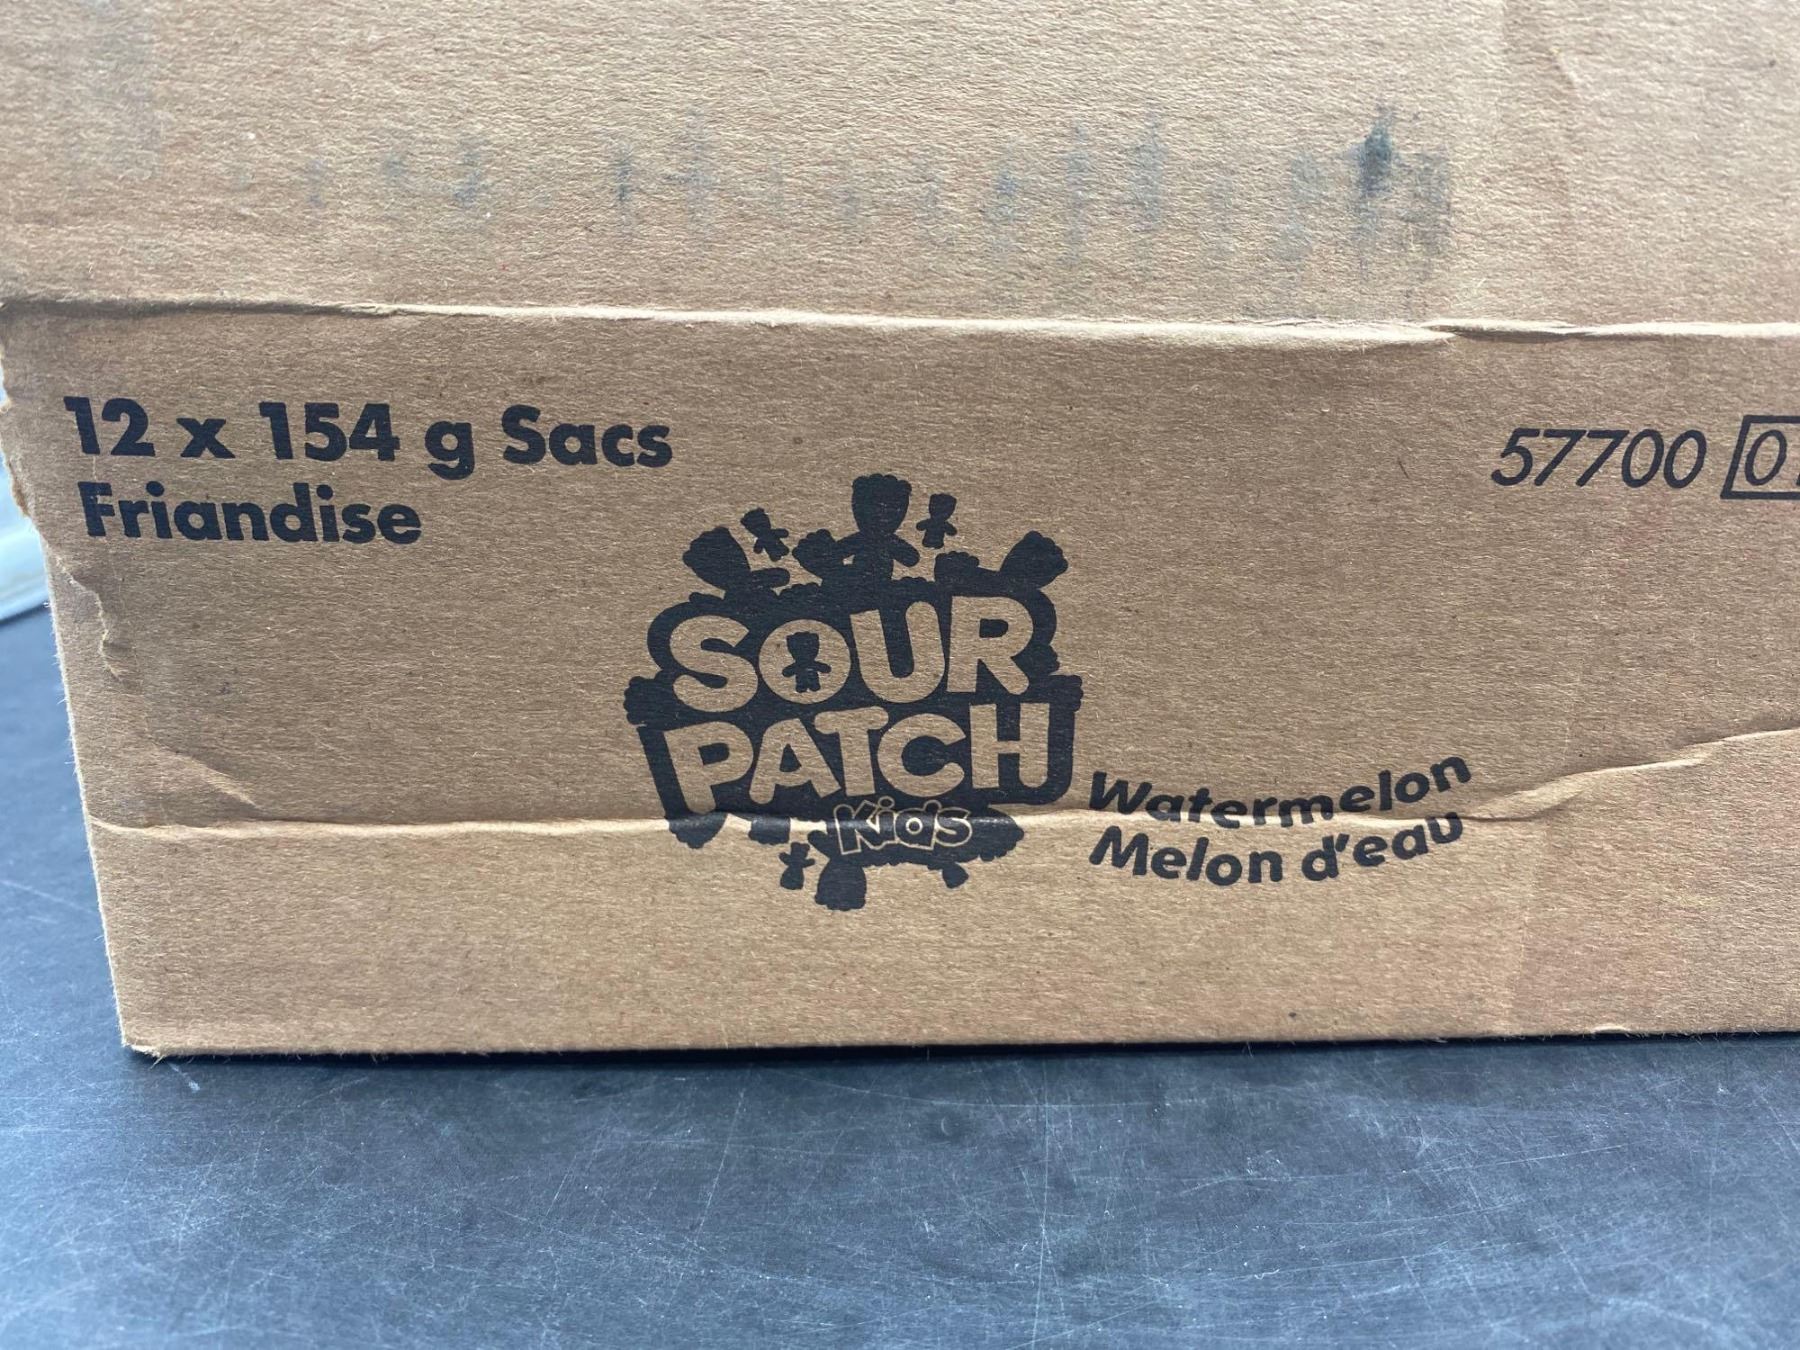 12 x 154 g Sacs
Friandise
57700
SOUR
PATCH
Kids
Watermelon
Melon d'eau